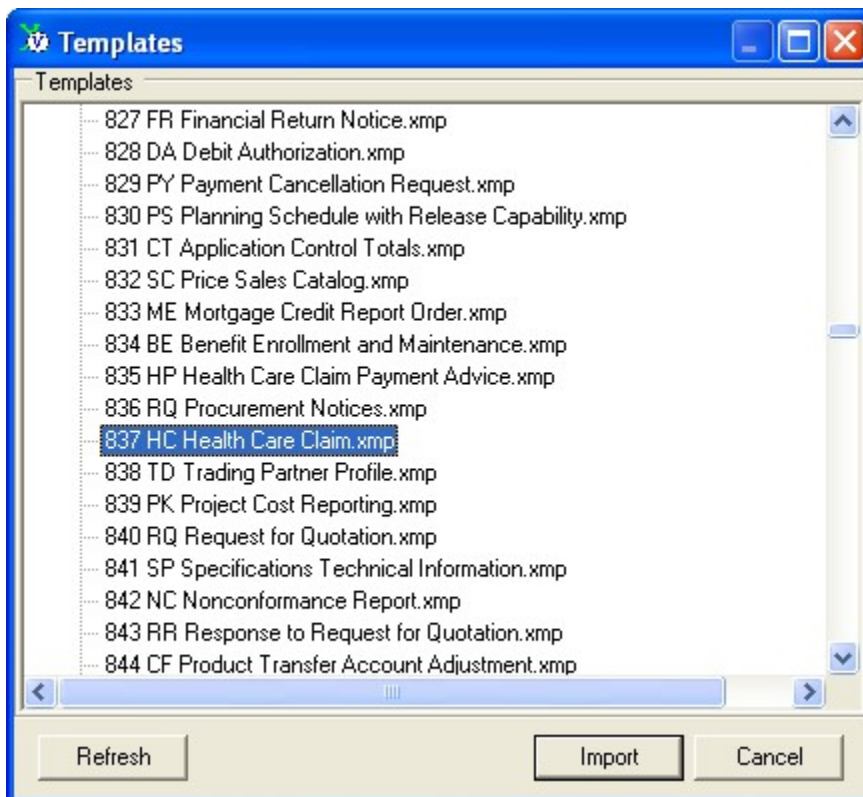 Templates
Templates
827 FR Financial Return Notice.xmp
828 DA Debit Authorization.xmp
829 PY Payment Cancellation Request.xmp
830 PS Planning Schedule with Release Capability.xmp
831 CT Application Control Totals.xmp
832 SC Price Sales Catalog.xmp
833 ME Mortgage Credit Report Order.xmp
834 BE Benefit Enrollment and Maintenance.xmp
835 HP Health Care Claim Payment Advice.xmp
836 RQ Procurement Notices.xmp
837 HC Health Care Claim.xmp
838 TD Trading Partner Profile.xmp
839 PK Project Cost Reporting.xmp
840 RQ Request for Quotation.xmp
841 SP Specifications Technical Information.xmp
842 NC Nonconformance Report.xmp
843 RR Response to Request for Quotation.xmp
844 CF Product Transfer Account Adjustment.xmp
Refresh Import Cancel